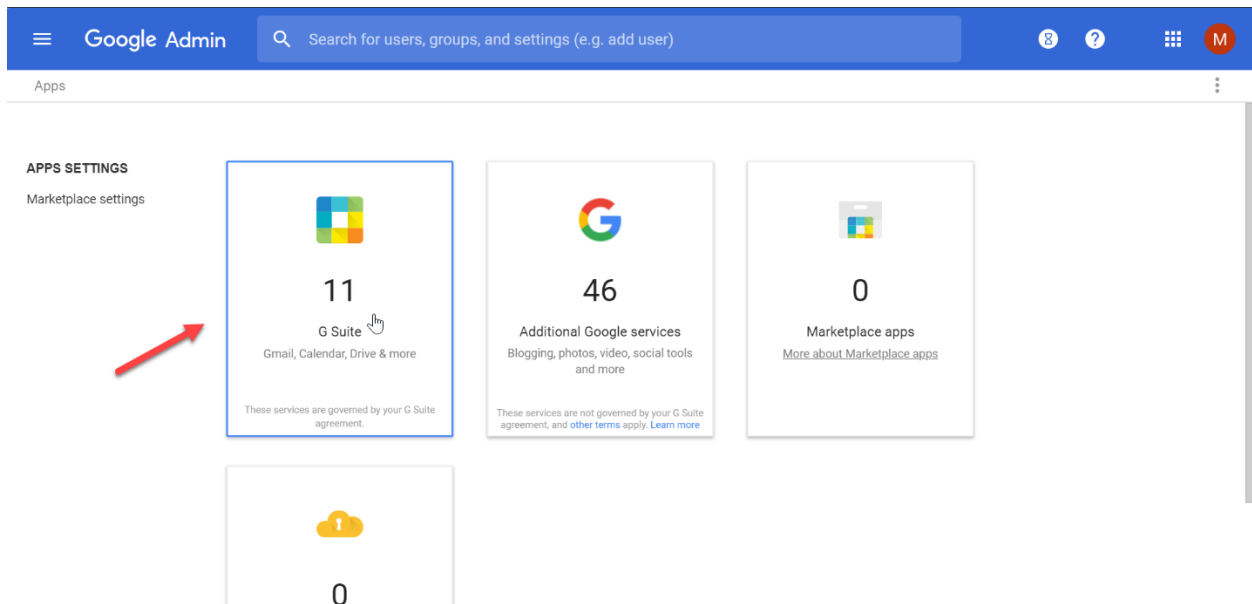 Google Admin
Search for users, groups, and settings (e.g. add user)
M
Apps
APPS SETTINGS
Marketplace settings
11
G Suite
Gmail, Calendar, Drive & more
These services are governed by your G Suite
agreement.
46
Additional Google services
Blogging, photos, video, social tools
and more
These services are not governed by your G Suite
agreement, and other terms apply. Learn more
0
Marketplace apps
More about Marketplace apps
0